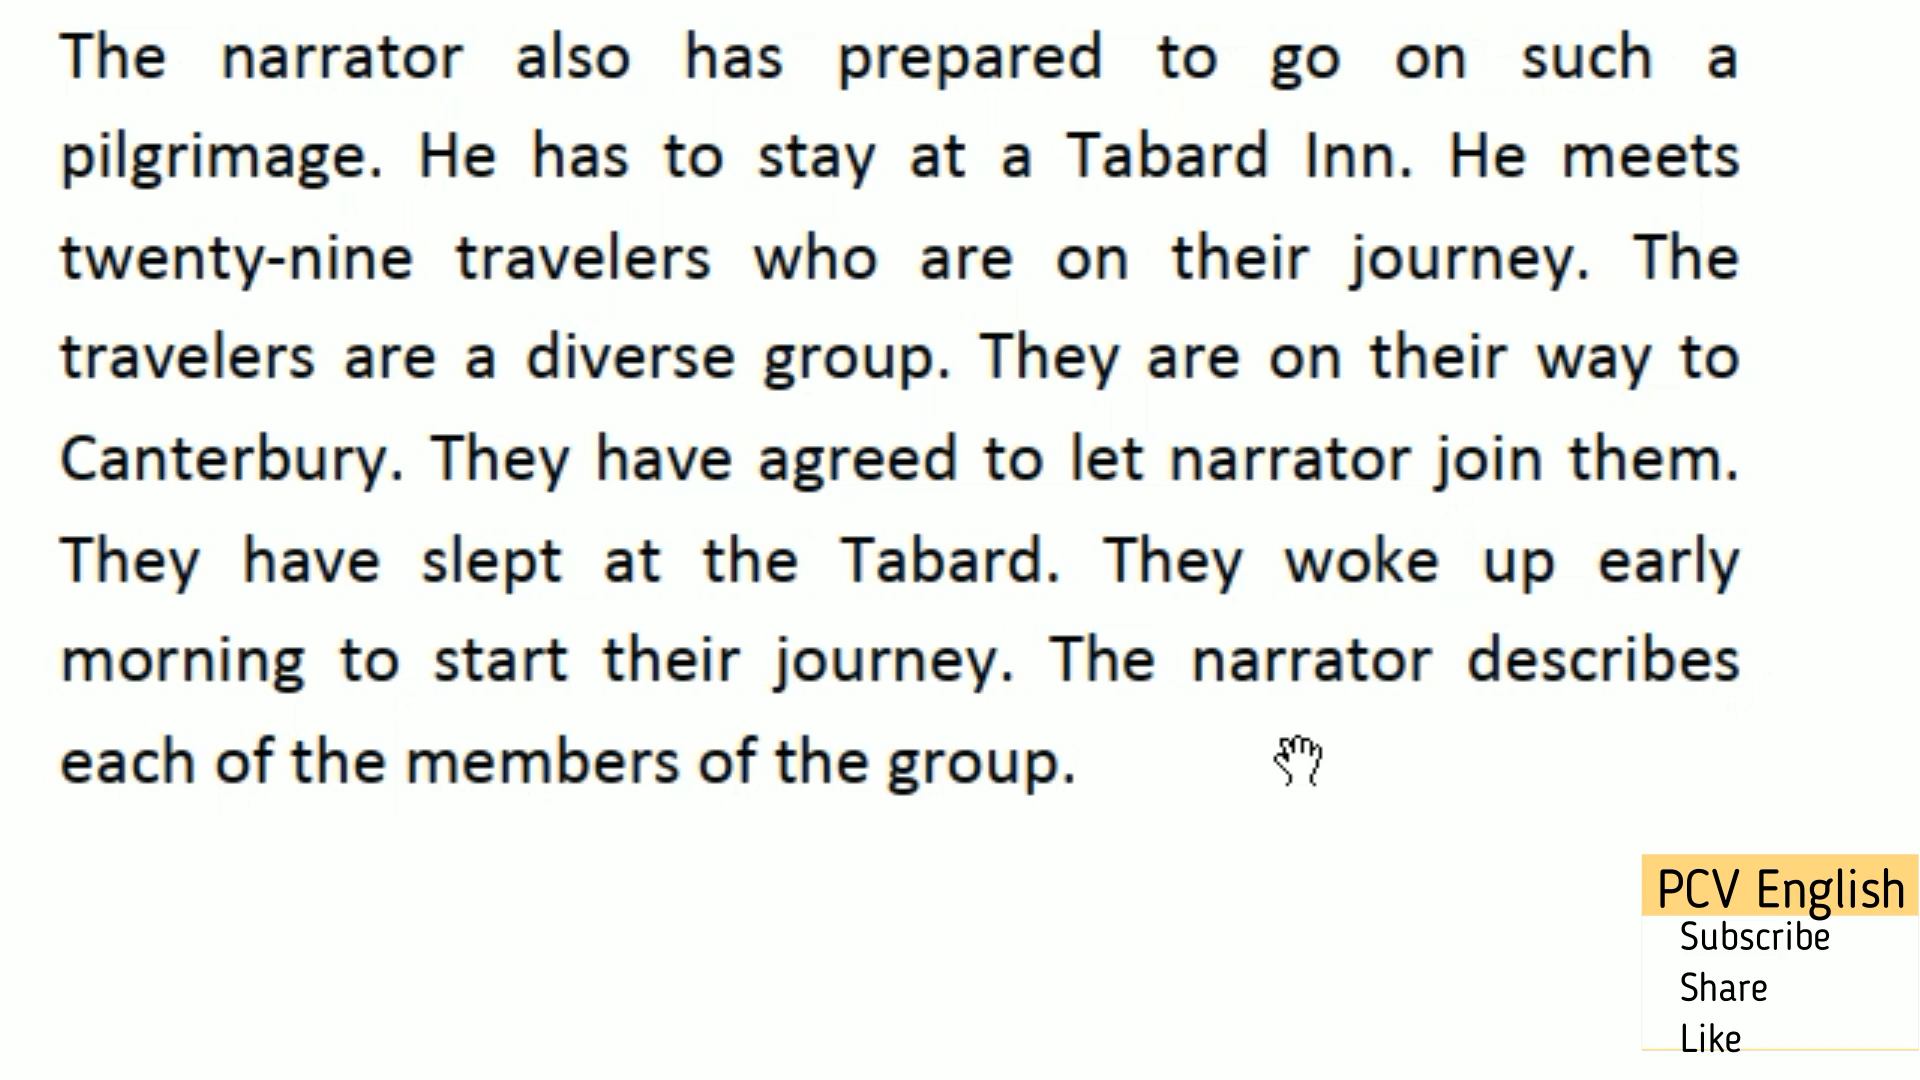 The narrator also has prepared to go on such a
pilgrimage. He has to stay at a Tabard Inn. He meets
twenty-nine travelers who are on their journey. The
travelers are a diverse group. They are on their way to
Canterbury. They have agreed to let narrator join them.
They have slept at the Tabard. They woke up early
morning to start their journey. The narrator describes
each of the members of the group.
PCV English
Subscribe
Share
Like